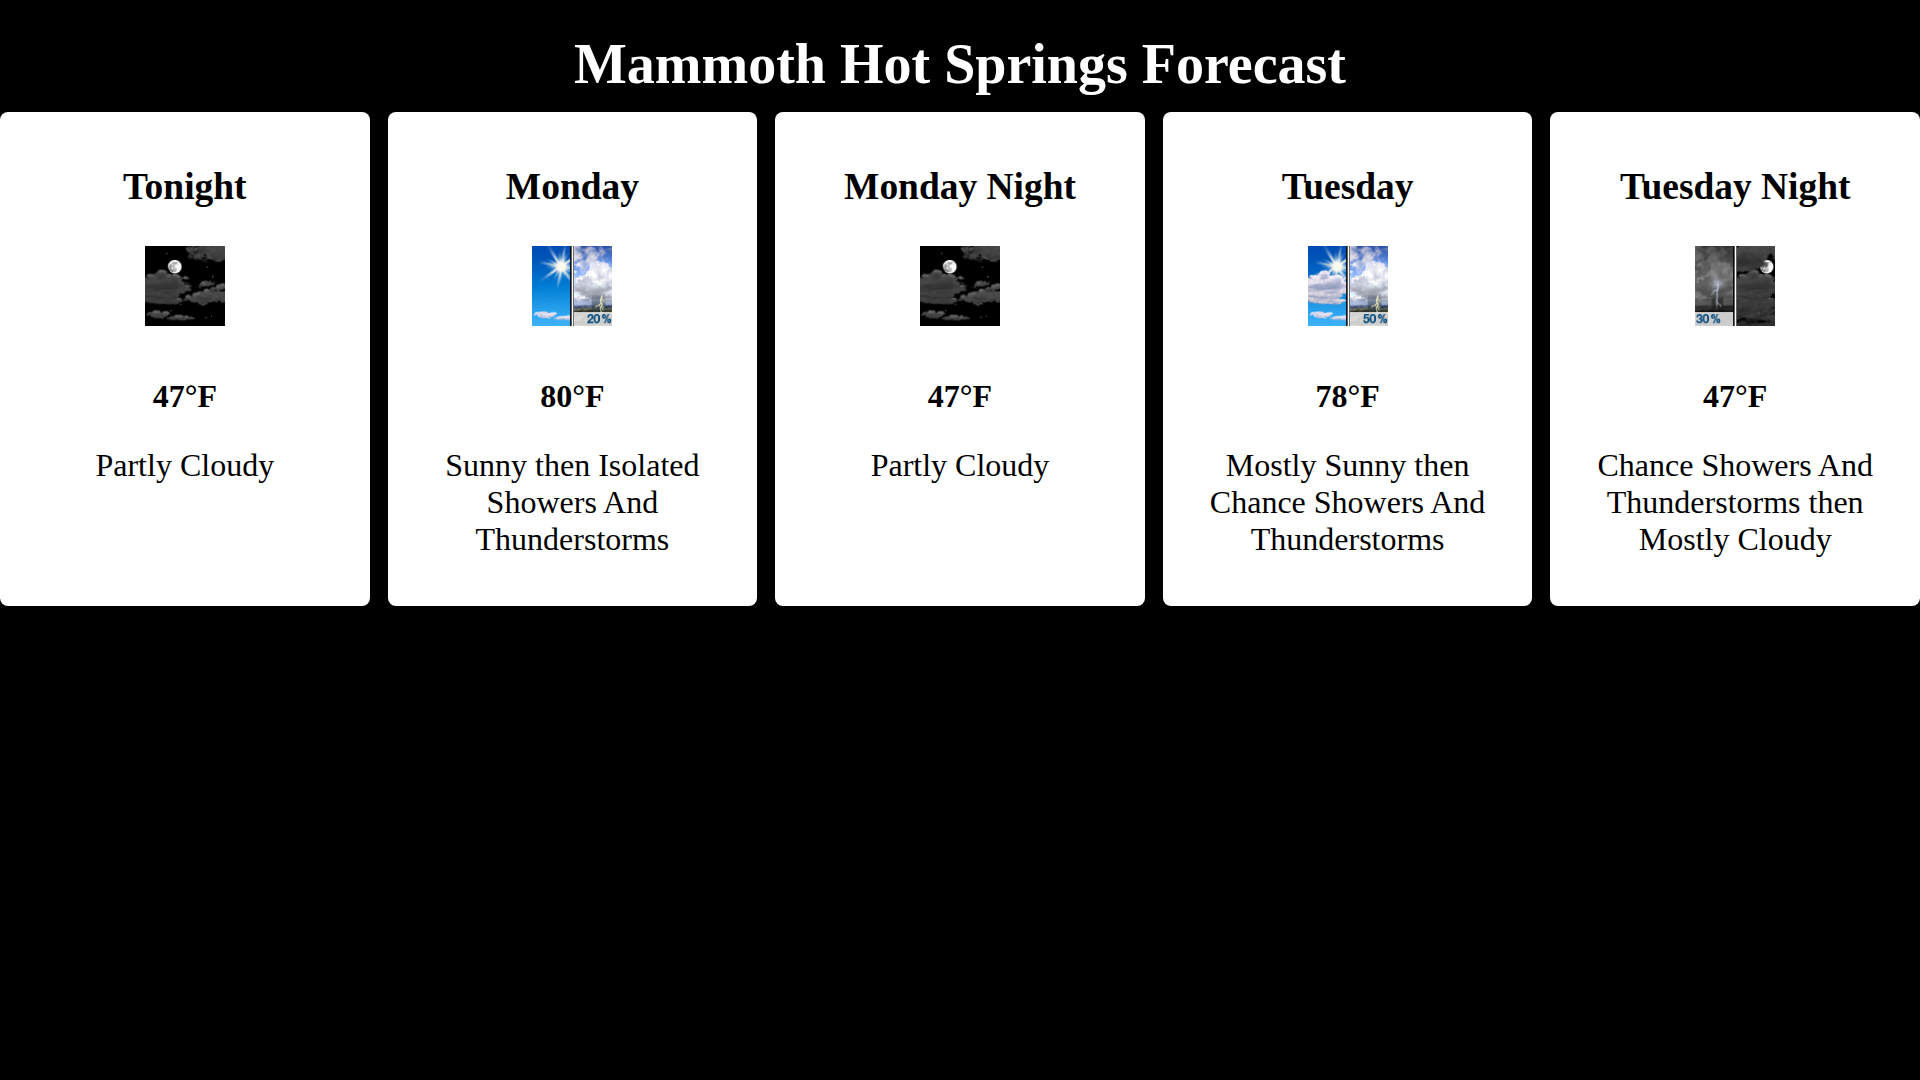 Mammoth Hot Springs Forecast
Tonight
47°F
Partly Cloudy
Monday
20%
80°F
Sunny then Isolated
Showers And
Thunderstorms
Monday Night
47°F
Partly Cloudy
Tuesday
50%
78°F
Mostly Sunny then
Chance Showers And
Thunderstorms
Tuesday Night
30%
47°F
Chance Showers And
Thunderstorms then
Mostly Cloudy